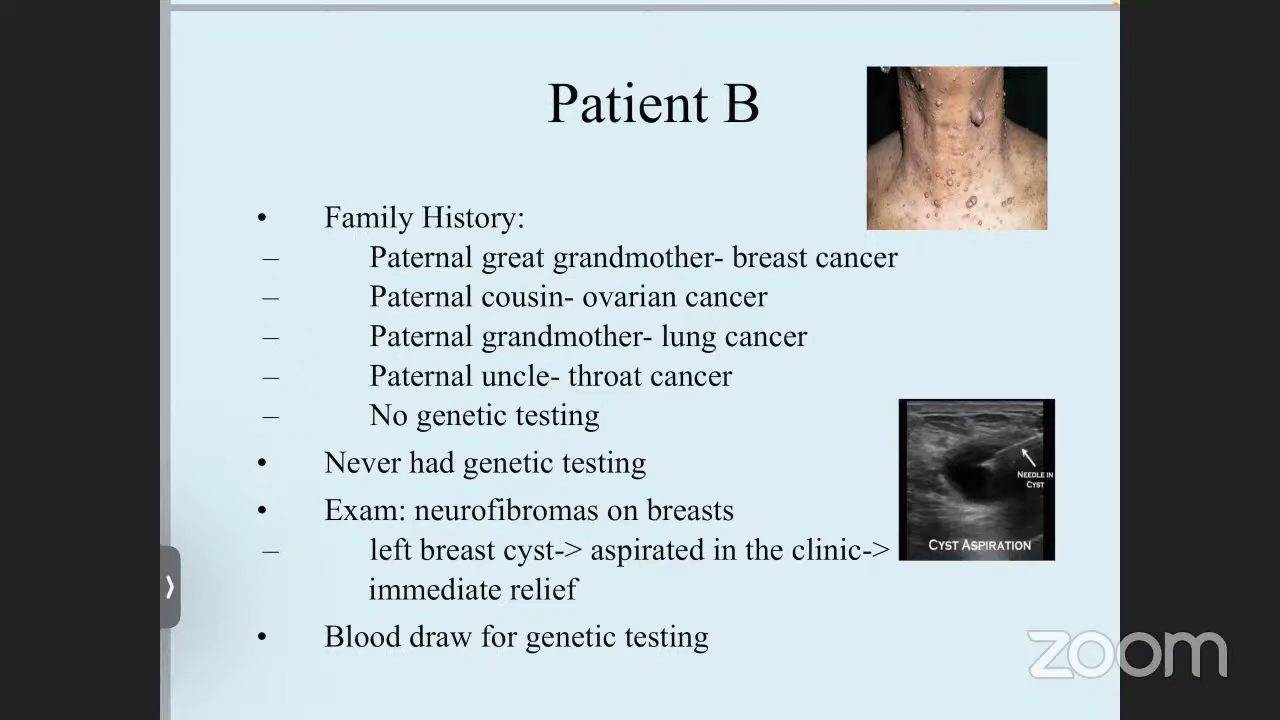 Patient B
• Family History:
– Paternal great grandmother- breast cancer
– Paternal cousin- ovarian cancer
– Paternal grandmother- lung cancer
– Paternal uncle- throat cancer
– No genetic testing
• Never had genetic testing
• Exam: neurofibromas on breasts
– left breast cyst-> aspirated in the clinic->
immediate relief
• Blood draw for genetic testing
NEEDLE IN
CYST
CYST ASPIRATION
zoom